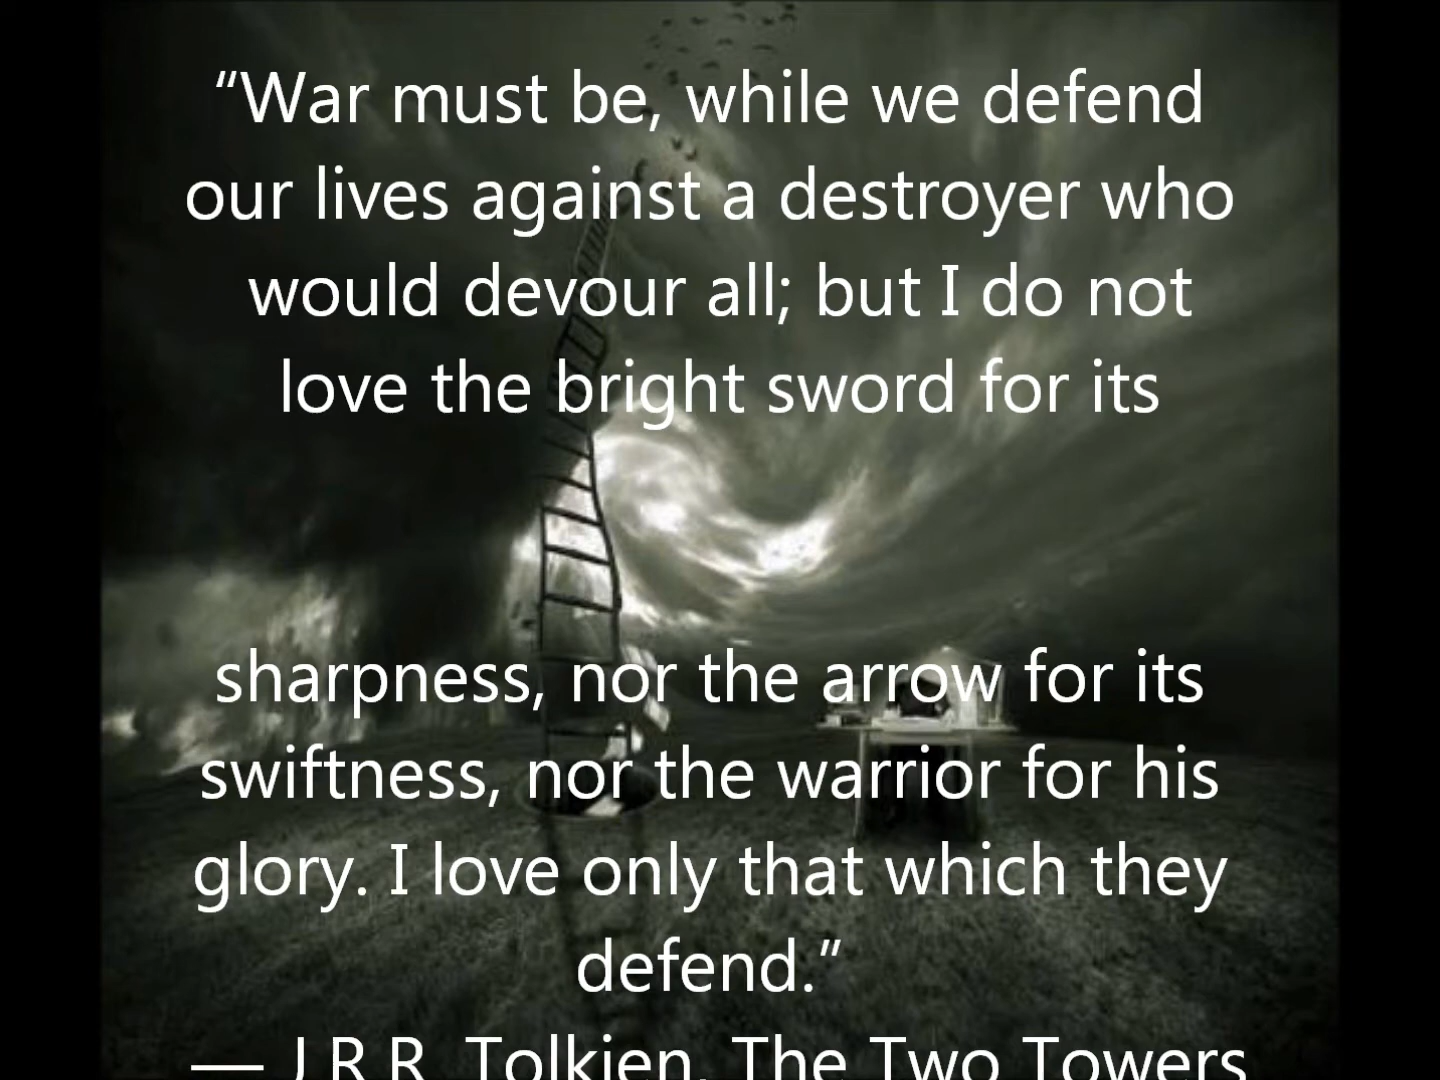 “War must be, while we defend
our lives against a destroyer who
would devour all; but I do not
love the bright sword for its
sharpness, nor the arrow for its
swiftness, nor the warrior for his
glory. I love only that which they
defend.”
— J.R.R. Tolkien, The Two Towers